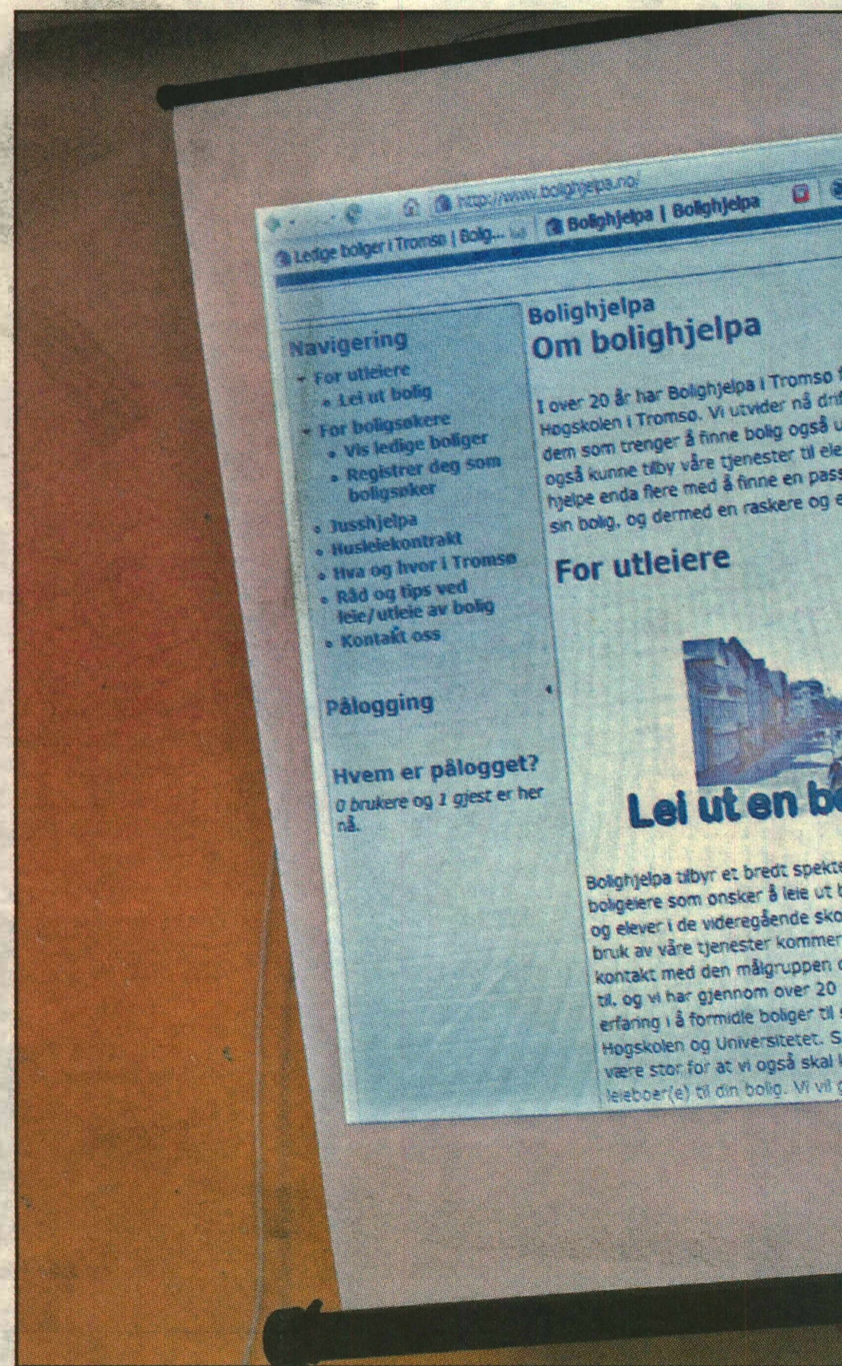 http://www.bolighjelpa.no/
Ledige bolger i Tromsø | Bolig...
Bolighjelpa | Bolighjelpa
Navigering
For utleiere
Lei ut bolig
For boligsøkere
Vis ledige boliger
Registrer deg som
boligsøker
Jusshjelpa
Husleiekontrakt
Hva og hvor i Tromsø
Råd og tips ved
leie/utleie av bolig
Kontakt oss
Pålogging
Hvem er pålogget?
0 brukere og 1 gjest er her
nå.
Bolighjelpa
Om bolighjelpa
I over 20 år har Bolighjelpa i Tromsø f
Høgskolen i Tromsø. Vi utvider nå drif
dem som trenger å finne bolig også u
også kunne tilby våre tjenester til ele
hjelpe enda flere med å finne en pass
sin bolig, og dermed en raskere og e
For utleiere
Lei ut en bo
Bolighjelpa tilbyr et bredt spekte
boligeiere som ønsker å leie ut b
og elever i de videregående sko
bruk av våre tjenester kommer
kontakt med den målgruppen d
til, og vi har gjennom over 20
erfaring i å formidle boliger til s
Høgskolen og Universitetet. S
være stor for at vi også skal k
leieboer(e) til din bolig. Vi vil g